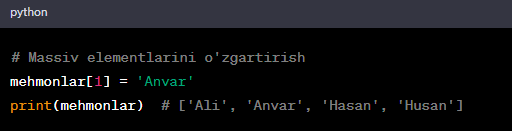 python
# Massiv elementlarini o'zgartirish
mehmonlar[1] = 'Anvar'
print(mehmonlar)  # ['Ali', 'Anvar', 'Hasan', 'Husan']